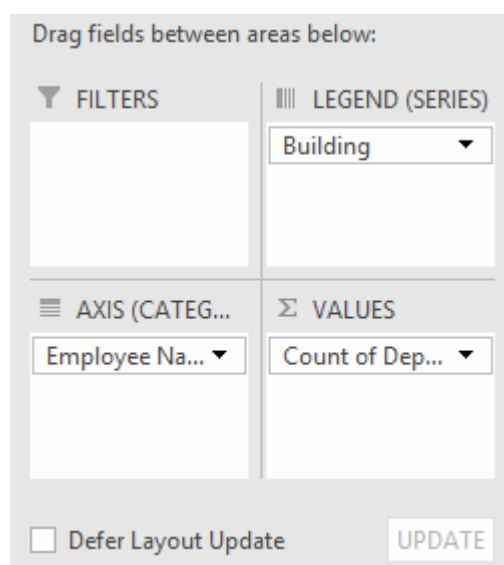 Drag fields between areas below:
FILTERS
LEGEND (SERIES)
Building
AXIS (CATEG...
VALUES
Employee Na...
Count of Dep...
Defer Layout Update
UPDATE